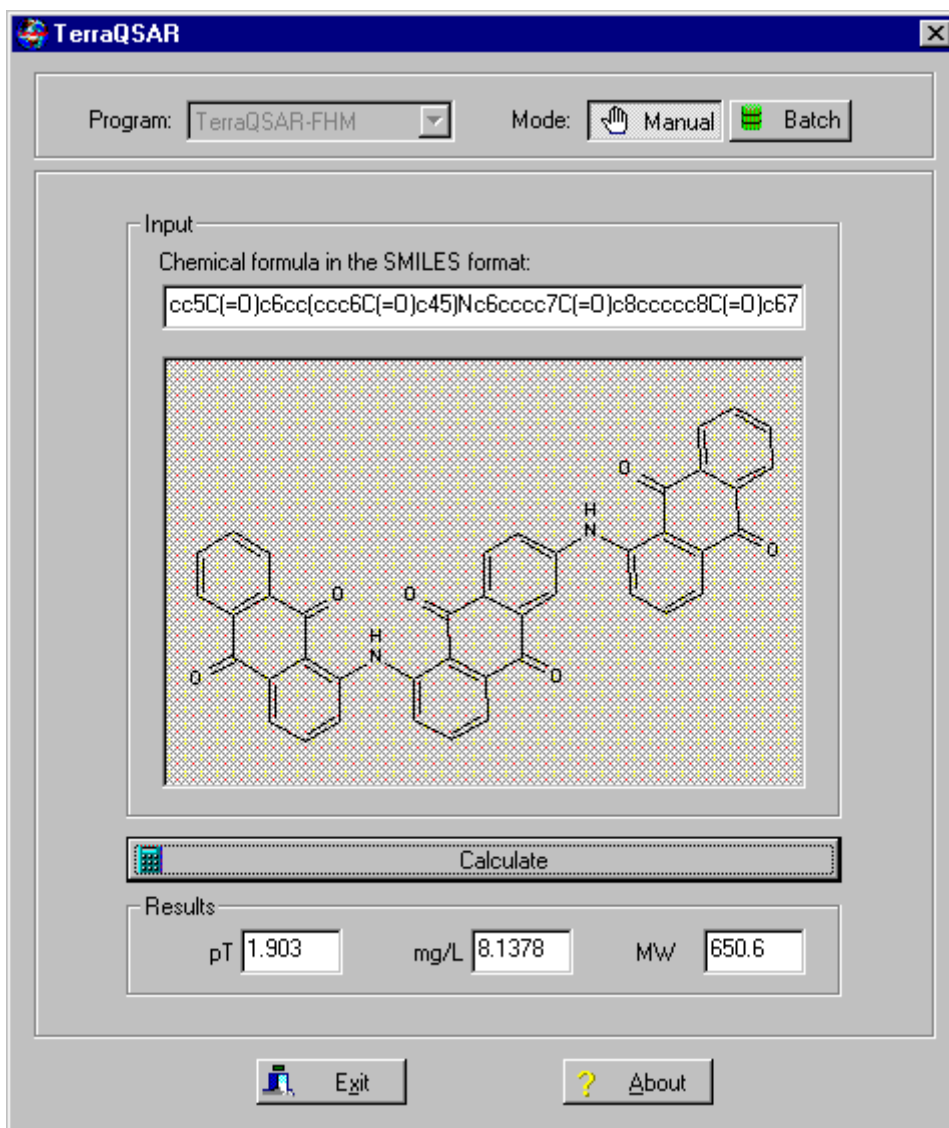 TerraQSAR
Program: TerraQSAR-FHM Mode: Manual Batch
Input
Chemical formula in the SMILES format:
cc5C(=O)c6cc(ccc6C(=O)c45)Nc6cccc7C(=O)c8ccccc8C(=O)c67
O
H
N
O
O
O
H
N
O
O
Calculate
Results
pT 1.903 mg/L 8.1378 MW 650.6
Exit About